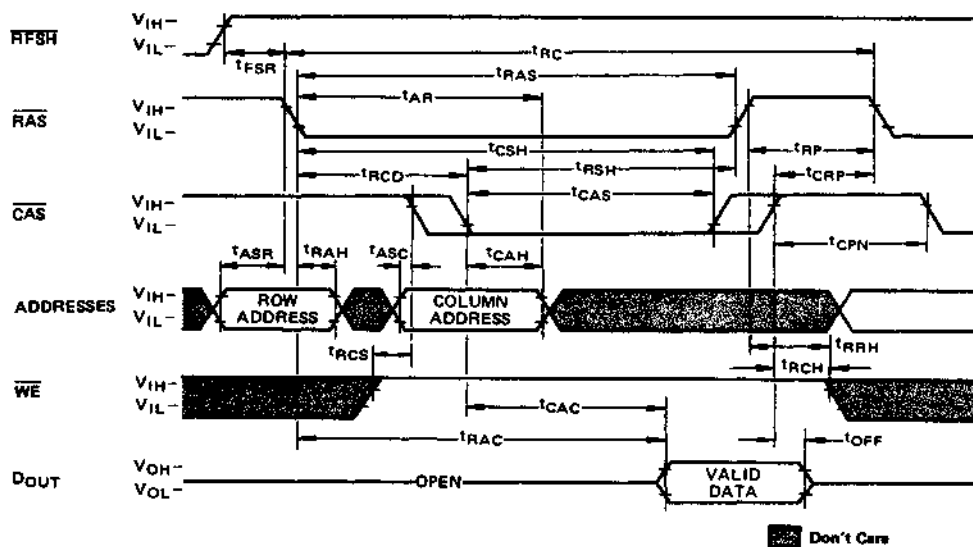 RFSH
VIH
VIL
tFSR
tRC
tRAS
tAR
RAS
VIH
VIL
tCSH
tRP
tRCD
tRSH
tCRP
CAS
VIH
VIL
tCAS
tCPN
tASR
tRAH
tASC
tCAH
ADDRESSES
VIH
VIL
ROW
ADDRESS
COLUMN
ADDRESS
tRCS
tRRH
tRCH
WE
VIH
VIL
tCAC
tRAC
tOFF
DOUT
VOH
VOL
OPEN
VALID
DATA
Don't Care